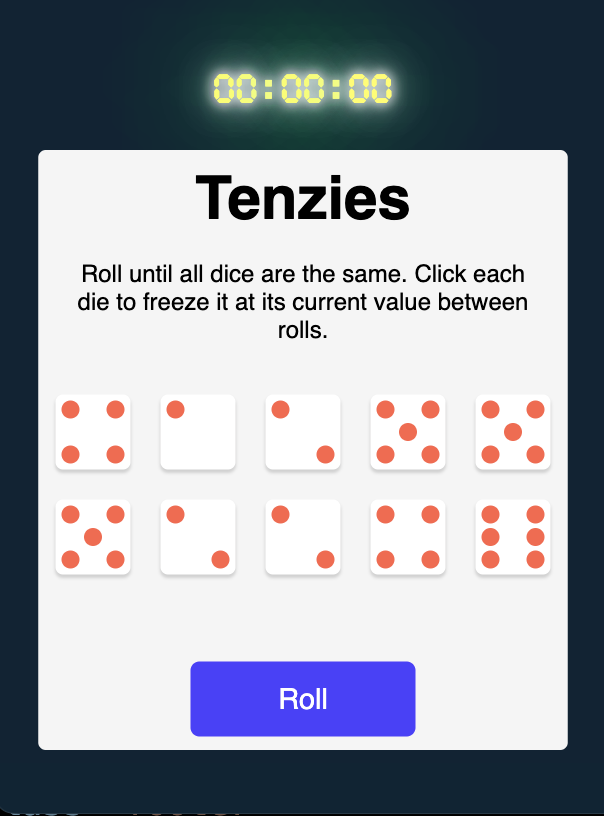 00:00:00
Tenzies
Roll until all dice are the same. Click each
die to freeze it at its current value between
rolls.
Roll